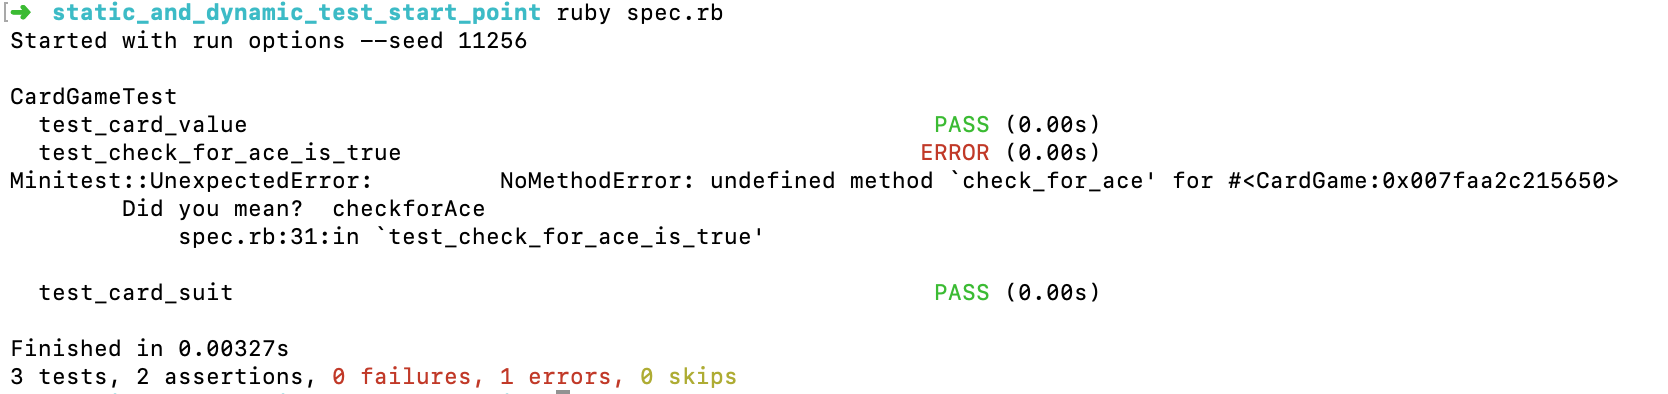 ➜ static_and_dynamic_test_start_point ruby spec.rb
Started with run options --seed 11256
CardGameTest
test_card_value PASS (0.00s)
test_check_for_ace_is_true ERROR (0.00s)
Minitest::UnexpectedError: NoMethodError: undefined method `check_for_ace' for #<CardGame:0x007faa2c215650>
Did you mean? checkforAce
spec.rb:31:in `test_check_for_ace_is_true'
test_card_suit PASS (0.00s)
Finished in 0.00327s
3 tests, 2 assertions, 0 failures, 1 errors, 0 skips